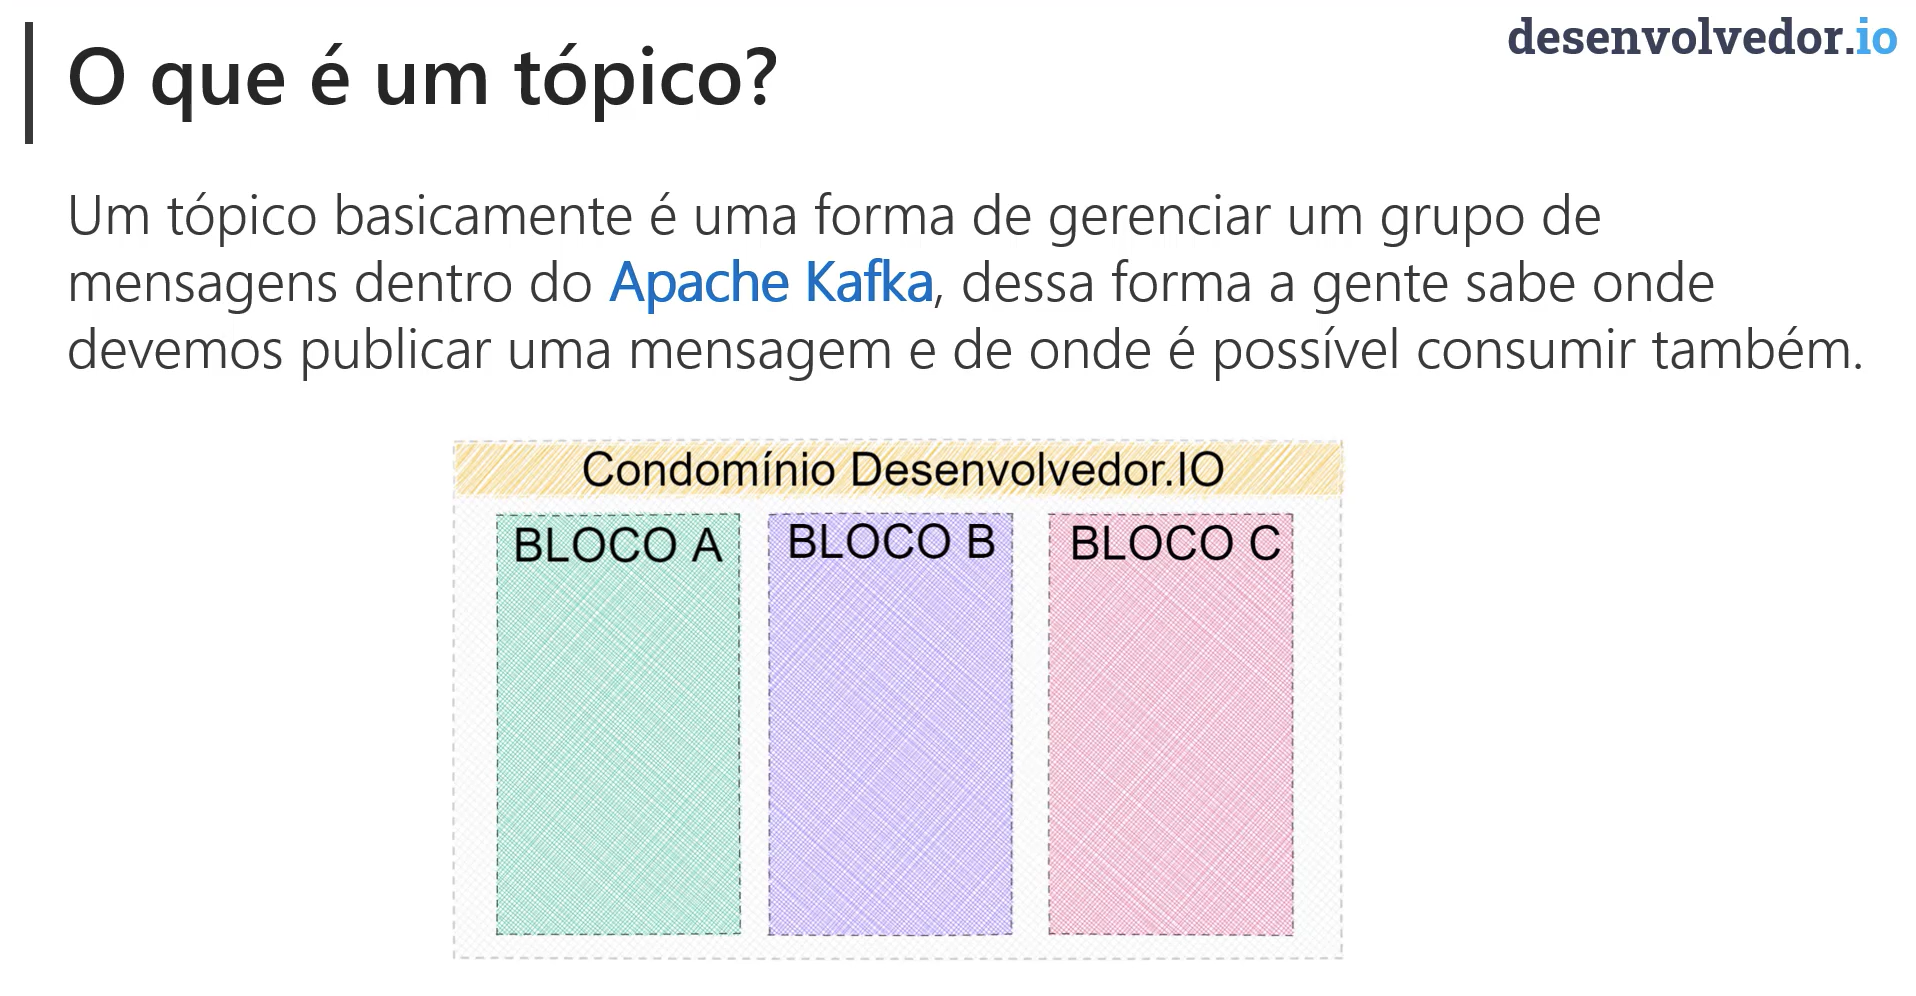 desenvolvedor.io
O que é um tópico?
Um tópico basicamente é uma forma de gerenciar um grupo de
mensagens dentro do Apache Kafka, dessa forma a gente sabe onde
devemos publicar uma mensagem e de onde é possível consumir também.
Condomínio Desenvolvedor.IO
BLOCO A
BLOCO B
BLOCO C